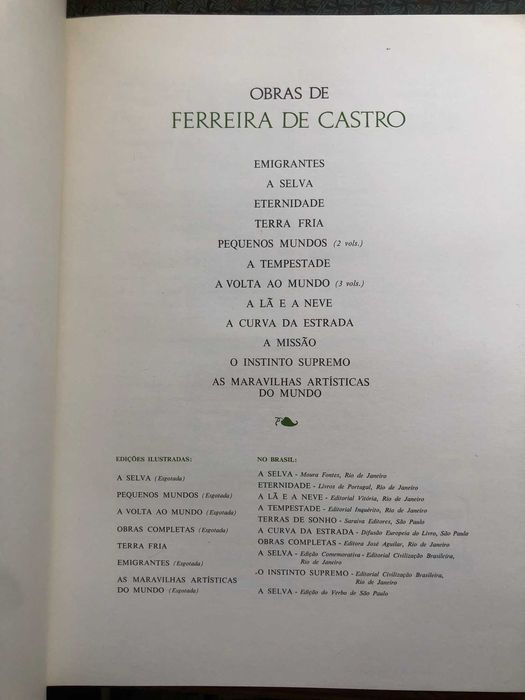 OBRAS DE
FERREIRA DE CASTRO
EMIGRANTES
A SELVA
ETERNIDADE
TERRA FRIA
PEQUENOS MUNDOS (2 vols.)
A TEMPESTADE
A VOLTA AO MUNDO (3 vols.)
A LÃ E A NEVE
A CURVA DA ESTRADA
A MISSÃO
O INSTINTO SUPREMO
AS MARAVILHAS ARTÍSTICAS
DO MUNDO
EDIÇÕES ILUSTRADAS:
A SELVA (Esgotada)
PEQUENOS MUNDOS (Esgotada)
A VOLTA AO MUNDO (Esgotada)
OBRAS COMPLETAS (Esgotada)
TERRA FRIA
EMIGRANTES (Esgotada)
AS MARAVILHAS ARTÍSTICAS
DO MUNDO (Esgotada)
NO BRASIL:
A SELVA - Moura Fontes, Rio de Janeiro
ETERNIDADE - Livros de Portugal, Rio de Janeiro
A LÃ E A NEVE - Editorial Vitória, Rio de Janeiro
A TEMPESTADE - Editorial Inquérito, Rio de Janeiro
TERRAS DE SONHO - Saraiva Editores, São Paulo
A CURVA DA ESTRADA - Difusão Europeia do Livro, São Paulo
OBRAS COMPLETAS - Editora José Aguilar, Rio de Janeiro
A SELVA - Edição Comemorativa - Editorial Civilização Brasileira,
Rio de Janeiro
O INSTINTO SUPREMO - Editorial Civilização Brasileira,
Rio de Janeiro
A SELVA - Edição do Verbo de São Paulo